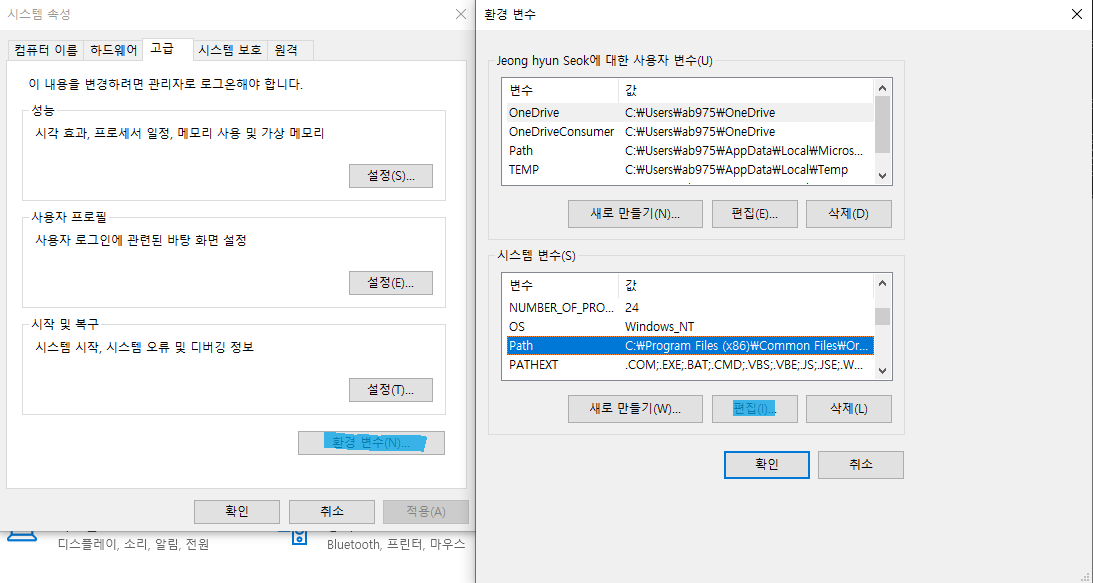 시스템 속성
컴퓨터 이름 하드웨어 고급 시스템 보호 원격
이 내용을 변경하려면 관리자로 로그온해야 합니다.
성능
시각 효과, 프로세서 일정, 메모리 사용 및 가상 메모리
설정(S)...
사용자 프로필
사용자 로그인에 관련된 바탕 화면 설정
설정(E)...
시작 및 복구
시스템 시작, 시스템 오류 및 디버깅 정보
설정(T)...
환경 변수(N)...
확인 취소 적용(A)
디스플레이, 소리, 알림, 전원
Bluetooth, 프린터, 마우스
환경 변수
Jeong hyun Seok에 대한 사용자 변수(U)
변수 값
OneDrive C:₩Users₩ab975₩OneDrive
OneDriveConsumer C:₩Users₩ab975₩OneDrive
Path C:₩Users₩ab975₩AppData₩Local₩Micros...
TEMP C:₩Users₩ab975₩AppData₩Local₩Temp
새로 만들기(N)... 편집(E)... 삭제(D)
시스템 변수(S)
변수 값
NUMBER_OF_PRO... 24
OS Windows_NT
Path C:₩Program Files (x86)₩Common Files₩Or...
PATHEXT .COM;.EXE;.BAT;.CMD;.VBS;.VBE;.JS;.JSE;.W...
새로 만들기(W)... 편집(I)... 삭제(L)
확인 취소